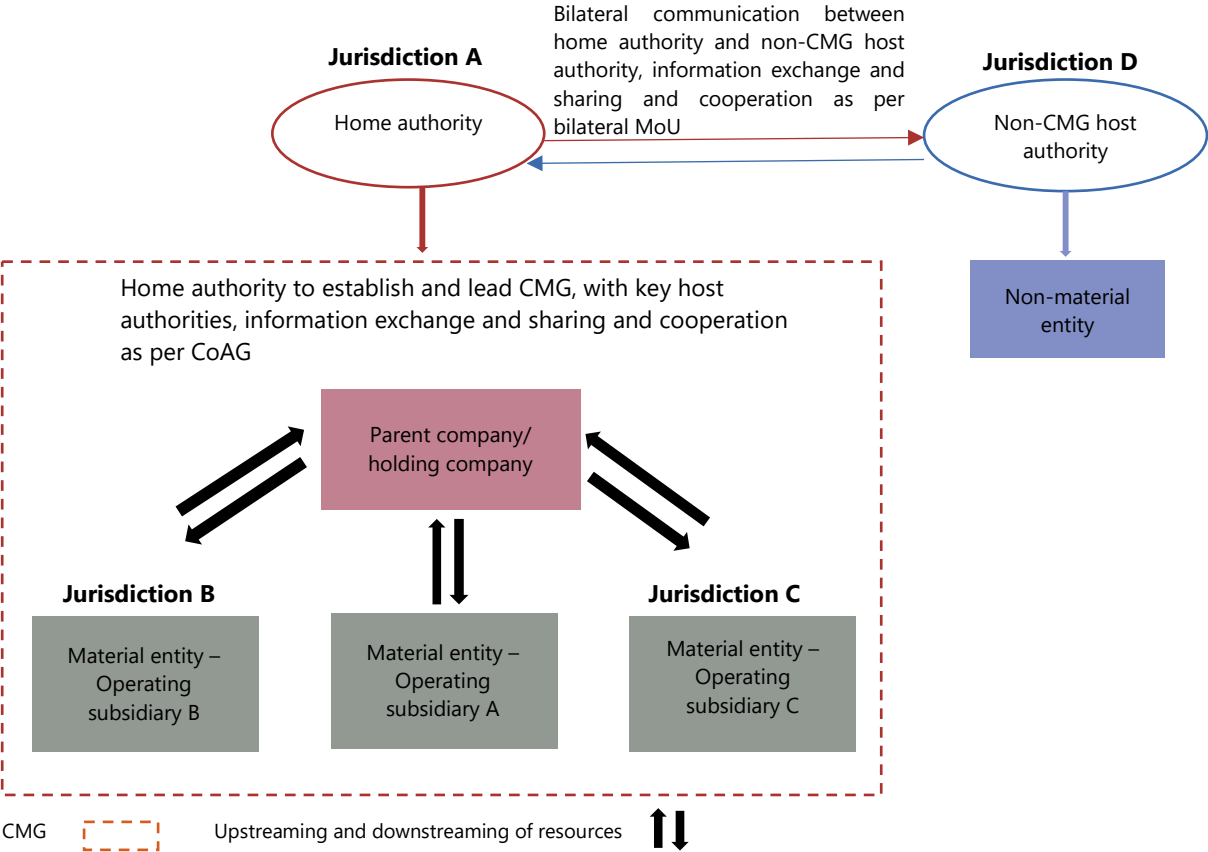 Bilateral communication between
home authority and non-CMG host
authority, information exchange and
sharing and cooperation as per
bilateral MoU
Jurisdiction A
Jurisdiction D
Home authority
Non-CMG host
authority
Non-material
entity
Home authority to establish and lead CMG, with key host
authorities, information exchange and sharing and cooperation
as per CoAG
Parent company/
holding company
Jurisdiction B
Jurisdiction C
Material entity –
Operating
subsidiary B
Material entity –
Operating
subsidiary A
Material entity –
Operating
subsidiary C
CMG
Upstreaming and downstreaming of resources